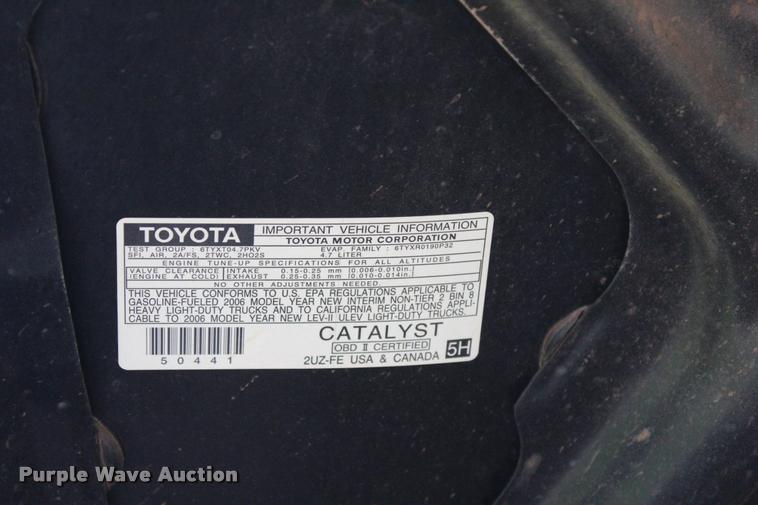 TOYOTA IMPORTANT VEHICLE INFORMATION
TOYOTA MOTOR CORPORATION
TEST GROUP : 6TYXT04.7PKV EVAP. FAMILY : 6TYXR0190P32
SFI, AIR, 2A/FS, 2TWC, 2HO2S 4.7 LITER
ENGINE TUNE-UP SPECIFICATIONS FOR ALL ALTITUDES
VALVE CLEARANCE INTAKE 0.15-0.25 mm (0.006-0.010in.)
(ENGINE AT COLD) EXHAUST 0.25-0.35 mm (0.010-0.014in.)
NO OTHER ADJUSTMENTS NEEDED.
THIS VEHICLE CONFORMS TO U.S. EPA REGULATIONS APPLICABLE TO
GASOLINE-FUELED 2006 MODEL YEAR NEW INTERIM NON-TIER 2 BIN 8
HEAVY LIGHT-DUTY TRUCKS AND TO CALIFORNIA REGULATIONS APPLI-
CABLE TO 2006 MODEL YEAR NEW LEV-II ULEV LIGHT-DUTY TRUCKS.
CATALYST
OBD II CERTIFIED 5H
50441 2UZ-FE USA & CANADA
Purple Wave Auction